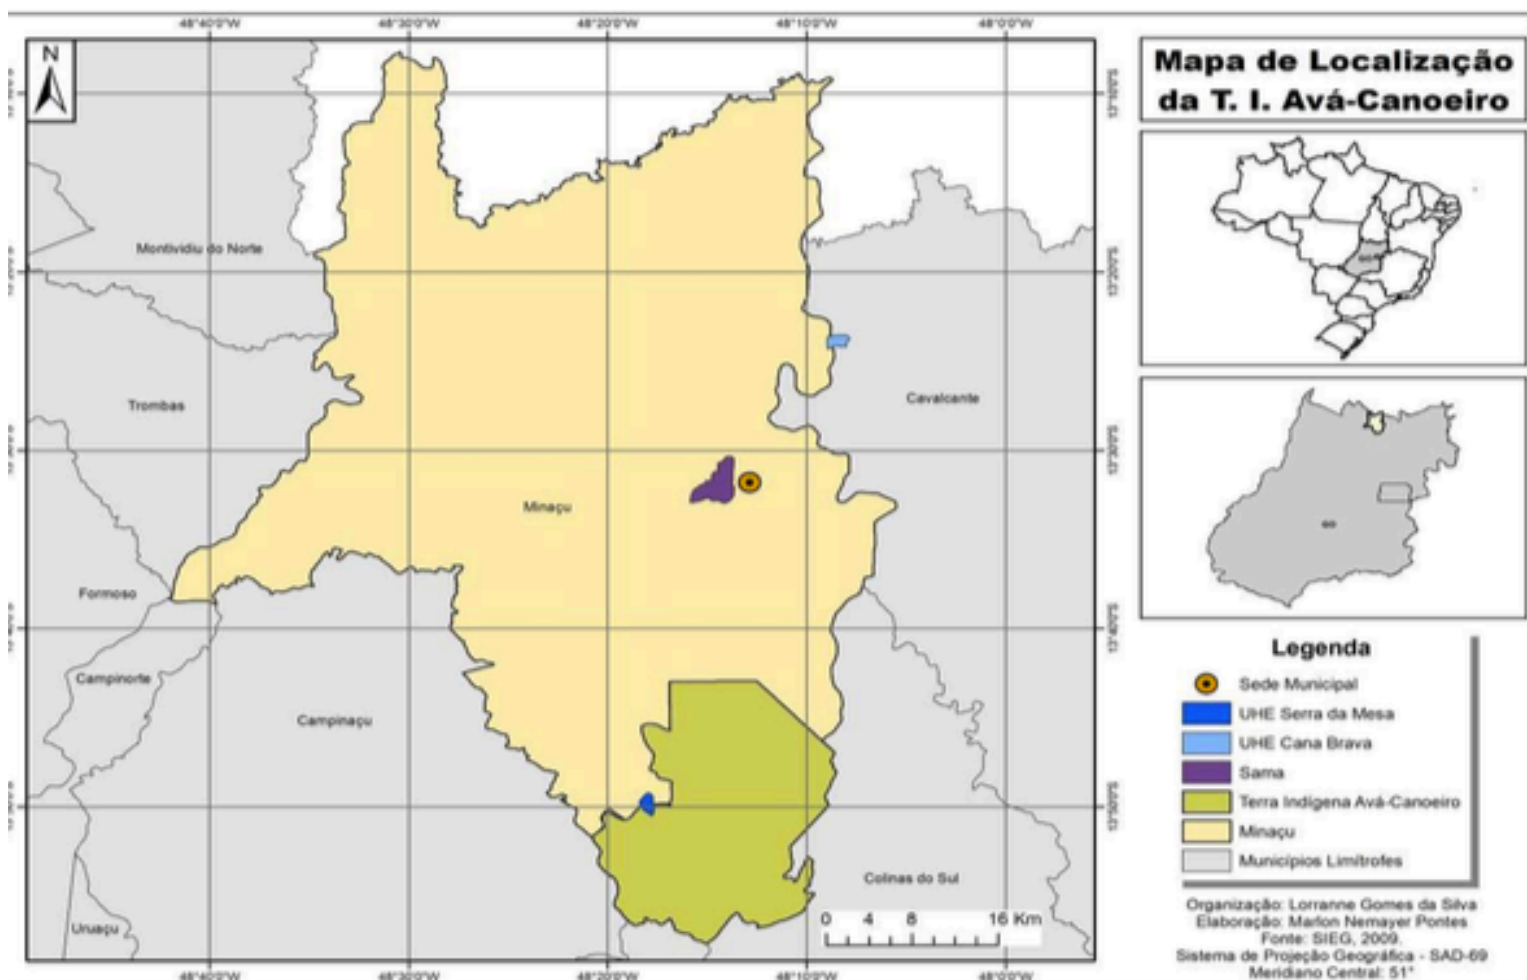 48°40'0"W 48°30'0"W 48°20'0"W 48°10'0"W 48°0'0"W
N
Mapa de Localização
da T. I. Avá-Canoeiro
13°10'0"S
Montividiu do Norte
13°20'0"S
GO
Trombas
Cavalcante
13°30'0"S
Minaçu
GO
Formoso
13°40'0"S
Campinorte
Campinaçu
13°50'0"S
Colinas do Sul
Uruaçu
0 4 8 16 Km
48°40'0"W 48°30'0"W 48°20'0"W 48°10'0"W 48°0'0"W
Legenda
Sede Municipal
UHE Serra da Mesa
UHE Cana Brava
Sama
Terra Indígena Avá-Canoeiro
Minaçu
Municípios Limítrofes
Organização: Lorranne Gomes da Silva
Elaboração: Marlon Nemayer Pontes
Fonte: SIEG, 2009.
Sistema de Projeção Geográfica - SAD-69
Meridiano Central: 51°